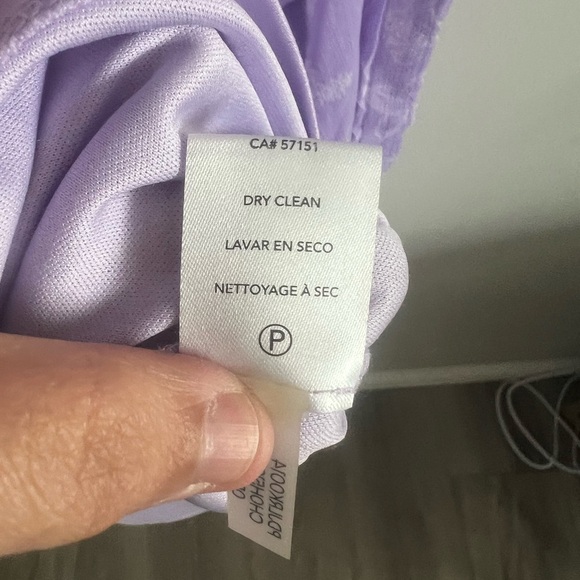 CA# 57151
DRY CLEAN
LAVAR EN SECO
NETTOYAGE À SEC
P